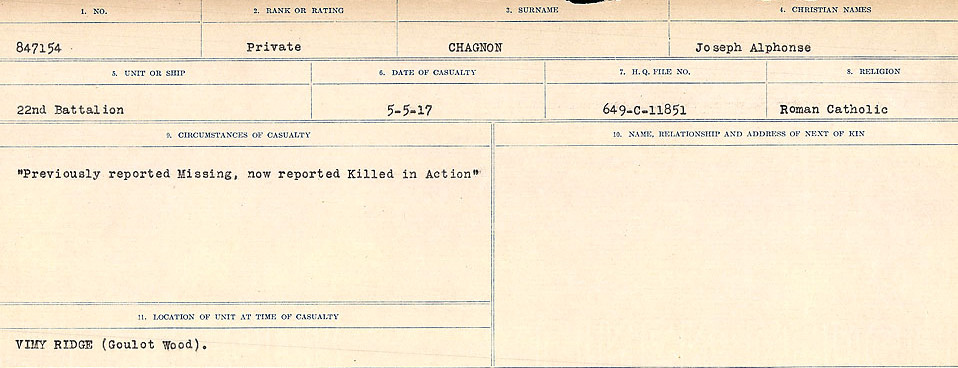 1. NO. 2. RANK OR RATING 3. SURNAME 4. CHRISTIAN NAMES
847154 Private CHAGNON Joseph Alphonse
5. UNIT OR SHIP 6. DATE OF CASUALTY 7. H.Q. FILE NO. 8. RELIGION
22nd Battalion 5-5-17 649-C-11851 Roman Catholic
9. CIRCUMSTANCES OF CASUALTY 10. NAME, RELATIONSHIP AND ADDRESS OF NEXT OF KIN
"Previously reported Missing, now reported Killed in Action"
11. LOCATION OF UNIT AT TIME OF CASUALTY
VIMY RIDGE (Goulot Wood).